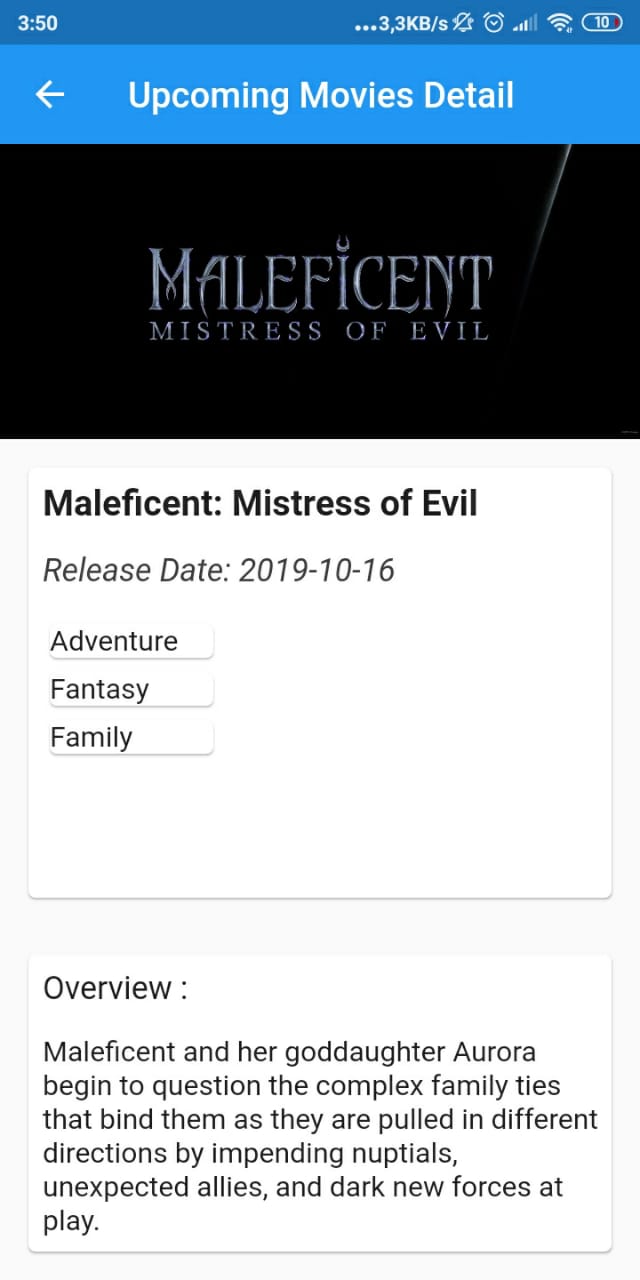 3:50
...3,3KB/s
10
Upcoming Movies Detail
MALEFICENT
MISTRESS OF EVIL
Maleficent: Mistress of Evil
Release Date: 2019-10-16
Adventure
Fantasy
Family
Overview :
Maleficent and her goddaughter Aurora
begin to question the complex family ties
that bind them as they are pulled in different
directions by impending nuptials,
unexpected allies, and dark new forces at
play.